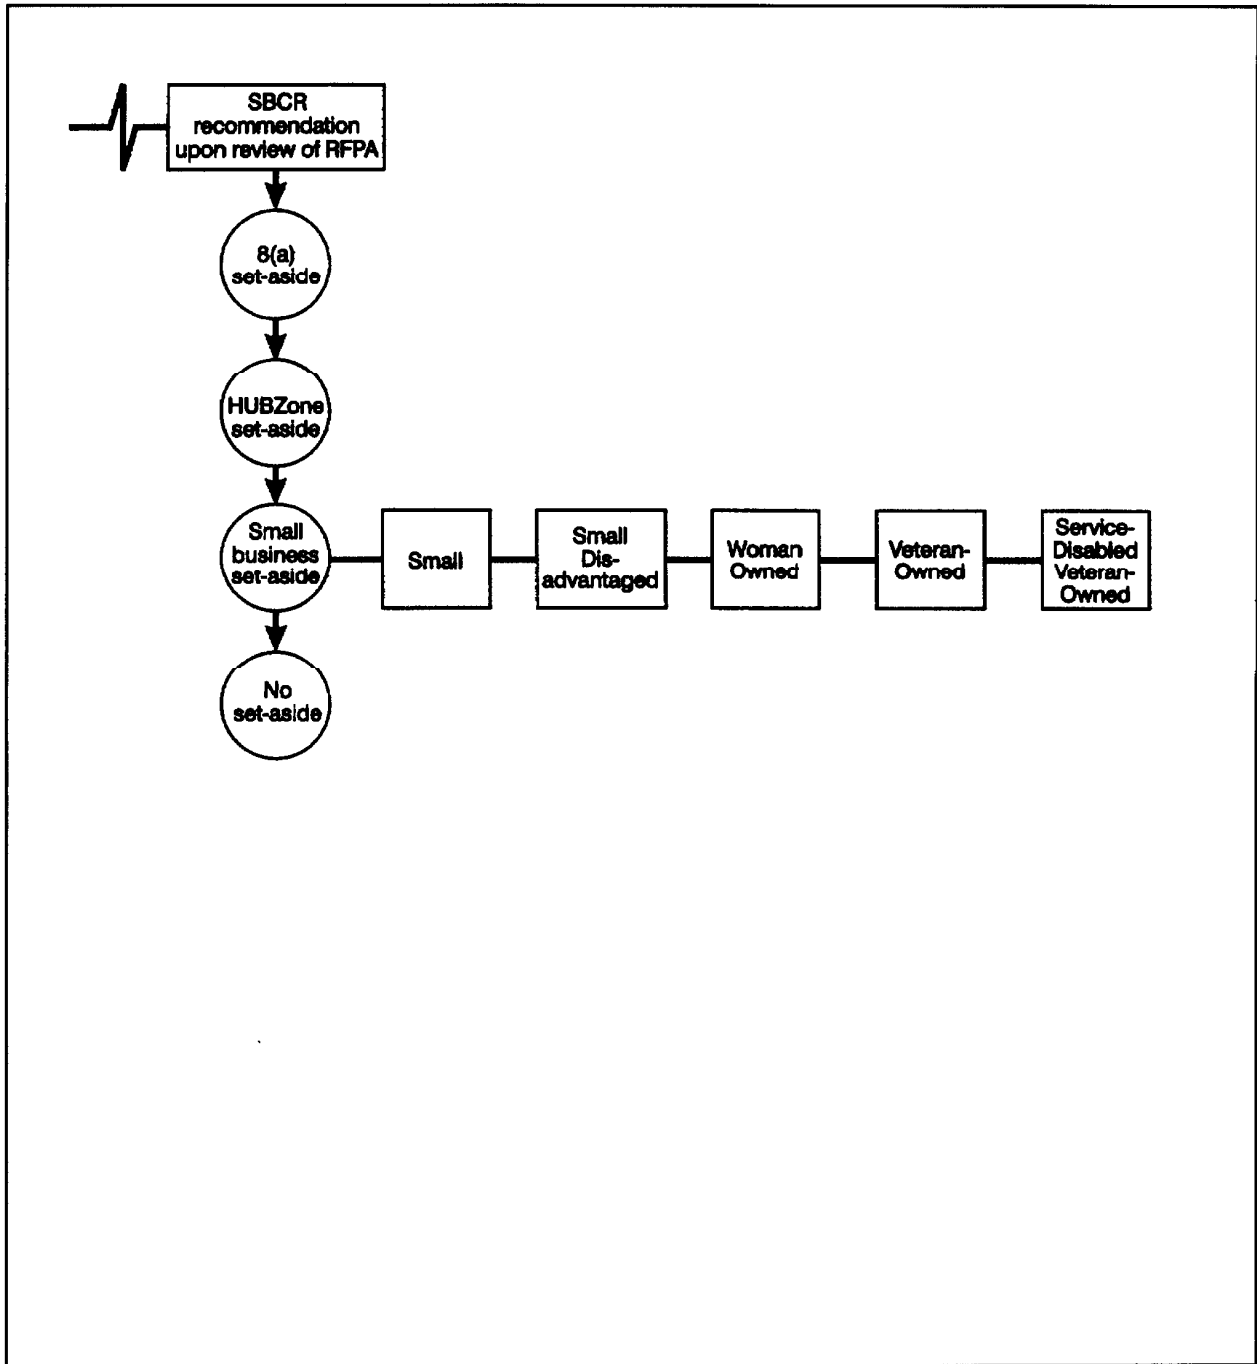 SBCR
recommendation
upon review of RFPA
8(a)
set-aside
HUBZone
set-aside
Small
business
set-aside
Small
Small
Dis-
advantaged
Woman
Owned
Veteran-
Owned
Service-
Disabled
Veteran-
Owned
No
set-aside